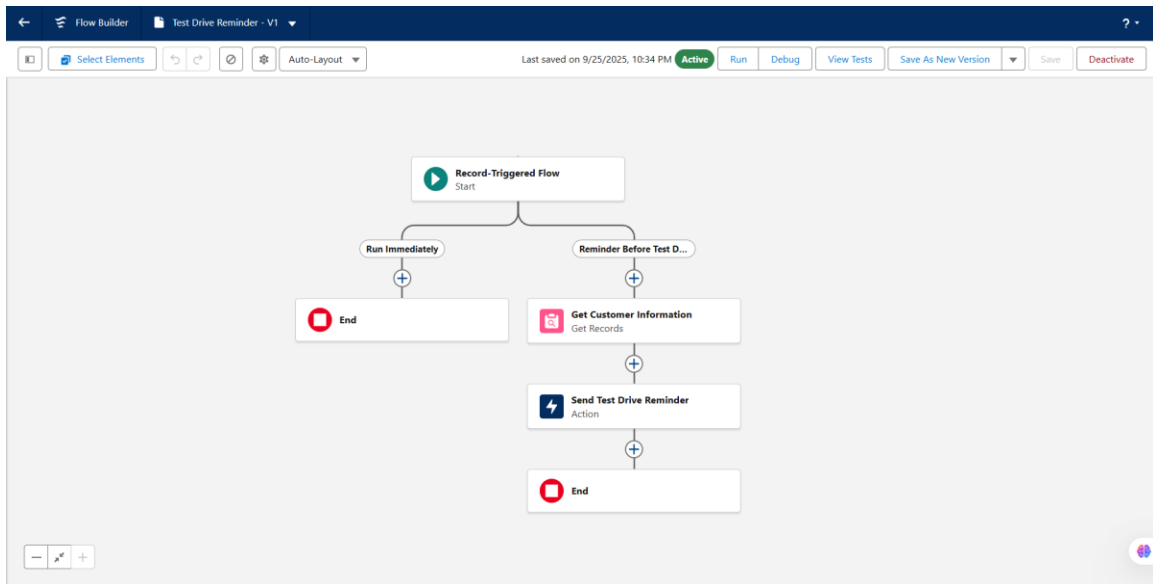 Flow Builder
Test Drive Reminder - V1
?
Select Elements
Auto-Layout
Last saved on 9/25/2025, 10:34 PM
Active
Run
Debug
View Tests
Save As New Version
Save
Deactivate
Record-Triggered Flow
Start
Run Immediately
Reminder Before Test D...
End
Get Customer Information
Get Records
Send Test Drive Reminder
Action
End